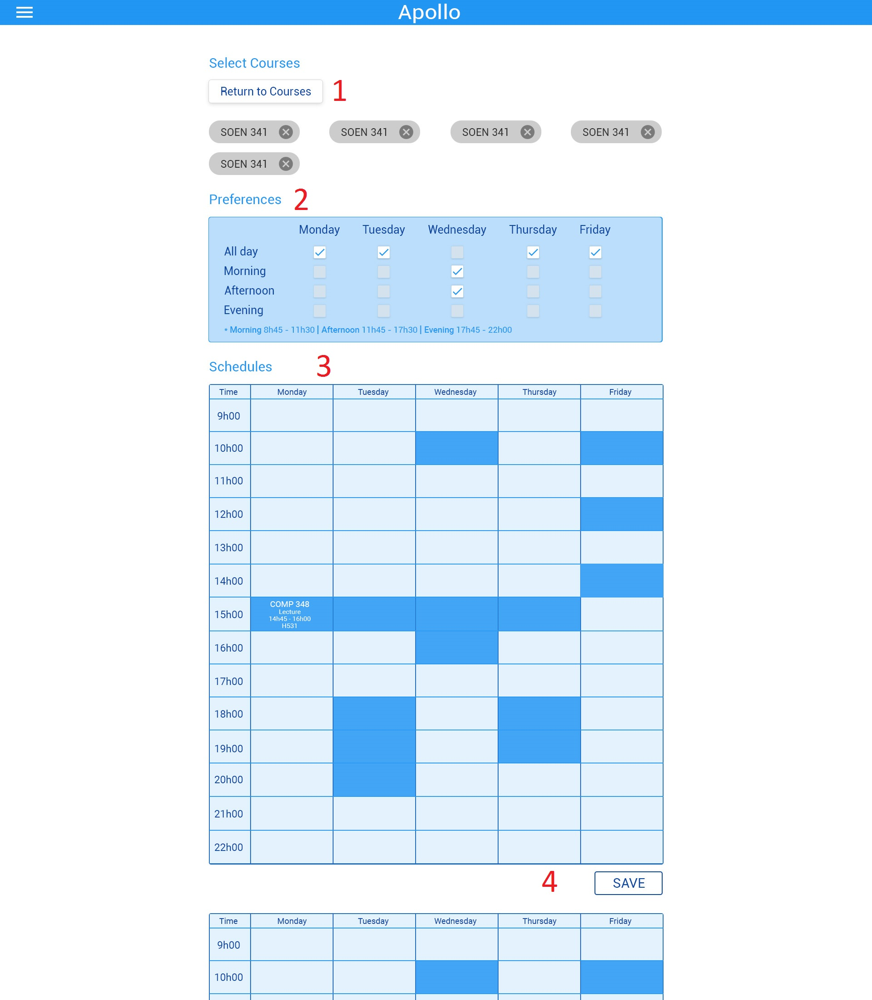 Apollo
Select Courses
Return to Courses 1
SOEN 341 SOEN 341 SOEN 341 SOEN 341
SOEN 341
Preferences 2
Monday Tuesday Wednesday Thursday Friday
All day
Morning
Afternoon
Evening
* Morning 8h45 - 11h30 | Afternoon 11h45 - 17h30 | Evening 17h45 - 22h00
Schedules 3
Time Monday Tuesday Wednesday Thursday Friday
9h00
10h00
11h00
12h00
13h00
14h00
15h00
COMP 348
Lecture
14h45 - 16h00
H531
16h00
17h00
18h00
19h00
20h00
21h00
22h00
4 SAVE
Time Monday Tuesday Wednesday Thursday Friday
9h00
10h00